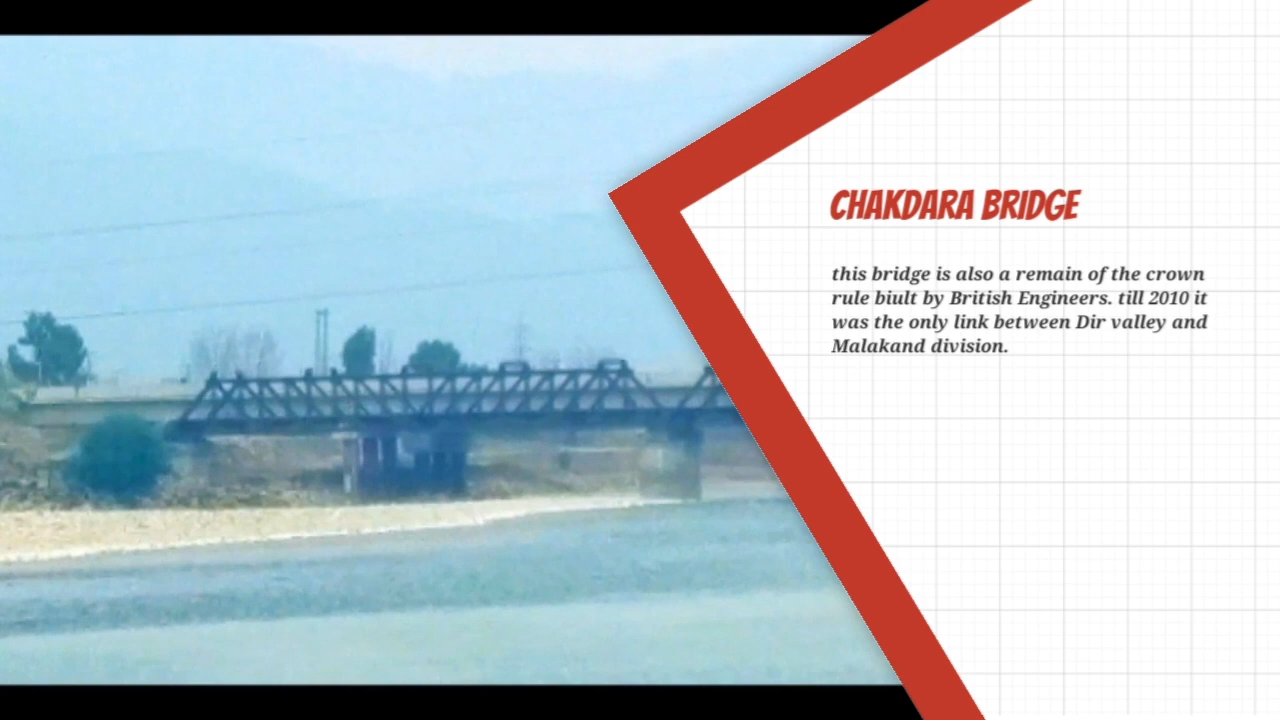 CHAKDARA BRIDGE
this bridge is also a remain of the crown
rule biult by British Engineers. till 2010 it
was the only link between Dir valley and
Malakand division.